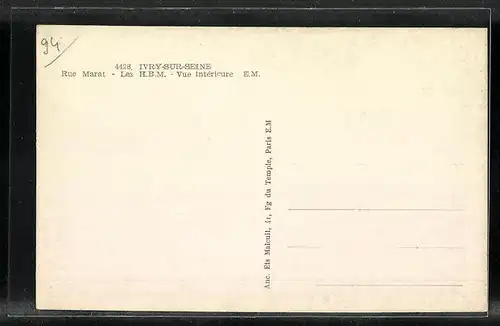 94
4428. IVRY-SUR-SEINE
Rue Marat - Les H.B.M. - Vue Intérieure E.M.
Anc. Ets Malcuit, 41, Fg du Temple, Paris E.M